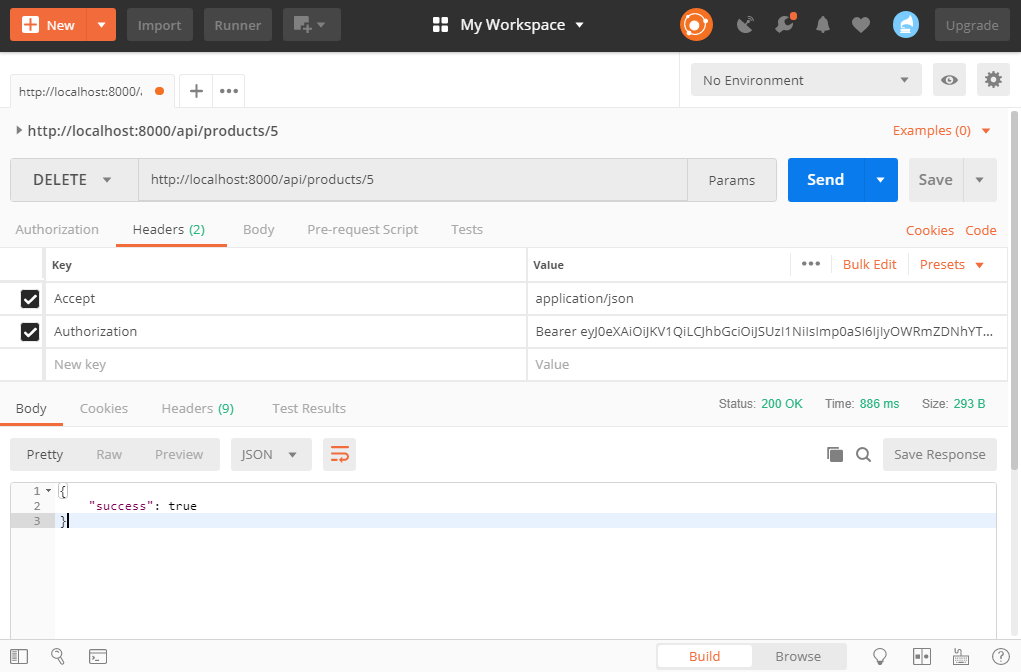 New Import Runner My Workspace Upgrade
http://localhost:8000/a No Environment
http://localhost:8000/api/products/5 Examples (0)
DELETE http://localhost:8000/api/products/5 Params Send Save
Authorization Headers (2) Body Pre-request Script Tests Cookies Code
Key Value Bulk Edit Presets
Accept application/json
Authorization Bearer eyJ0eXAiOiJKV1QiLCJhbGciOiJSUzI1NiIsImp0aSI6IjIyOWRmZDNhYT...
New key Value
Body Cookies Headers (9) Test Results Status: 200 OK Time: 886 ms Size: 293 B
Pretty Raw Preview JSON Save Response
1 {
2 "success": true
3 }
Build Browse